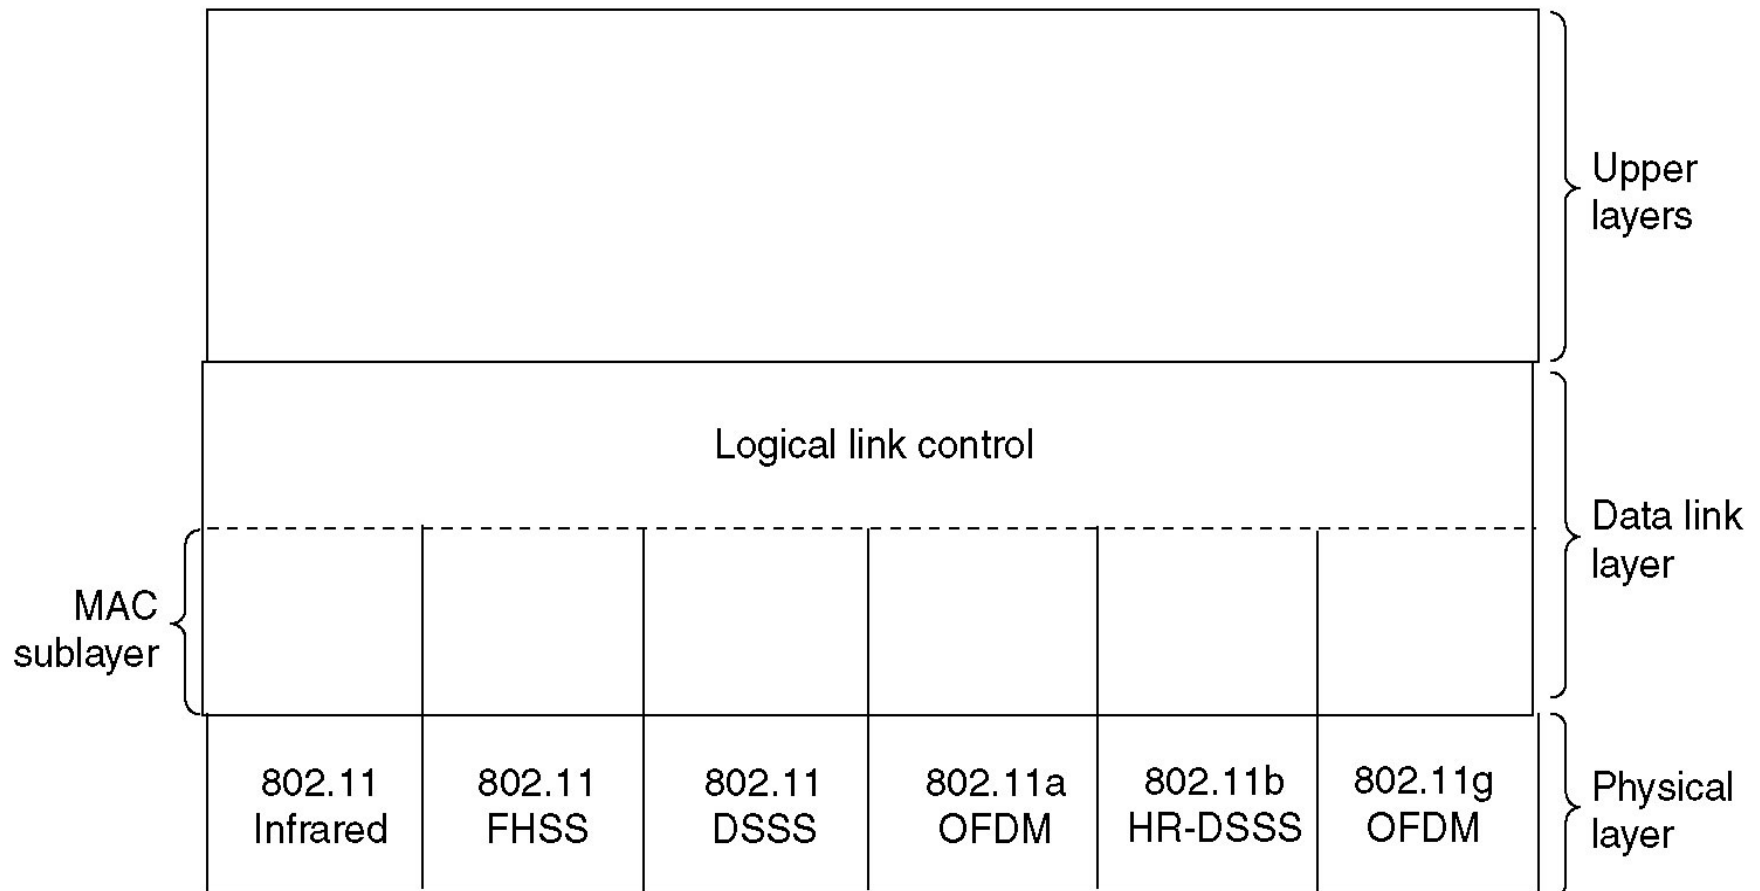 Upper
layers
Logical link control
Data link
layer
MAC
sublayer
802.11
Infrared
802.11
FHSS
802.11
DSSS
802.11a
OFDM
802.11b
HR-DSSS
802.11g
OFDM
Physical
layer